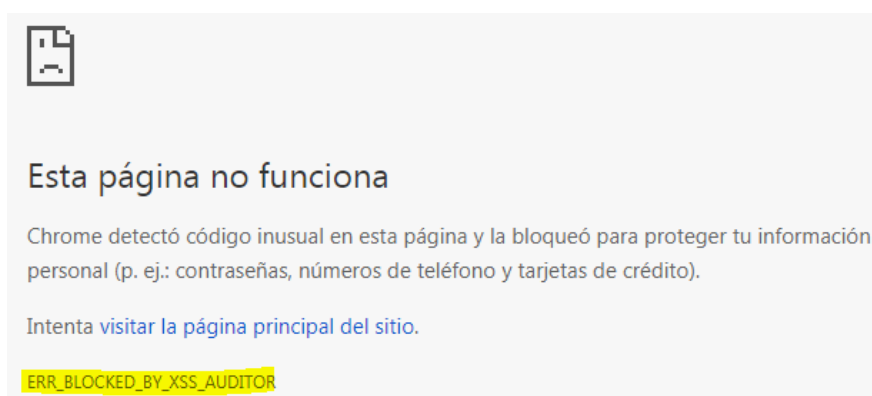 Esta página no funciona
Chrome detectó código inusual en esta página y la bloqueó para proteger tu información
personal (p. ej.: contraseñas, números de teléfono y tarjetas de crédito).
Intenta visitar la página principal del sitio.
ERR_BLOCKED_BY_XSS_AUDITOR